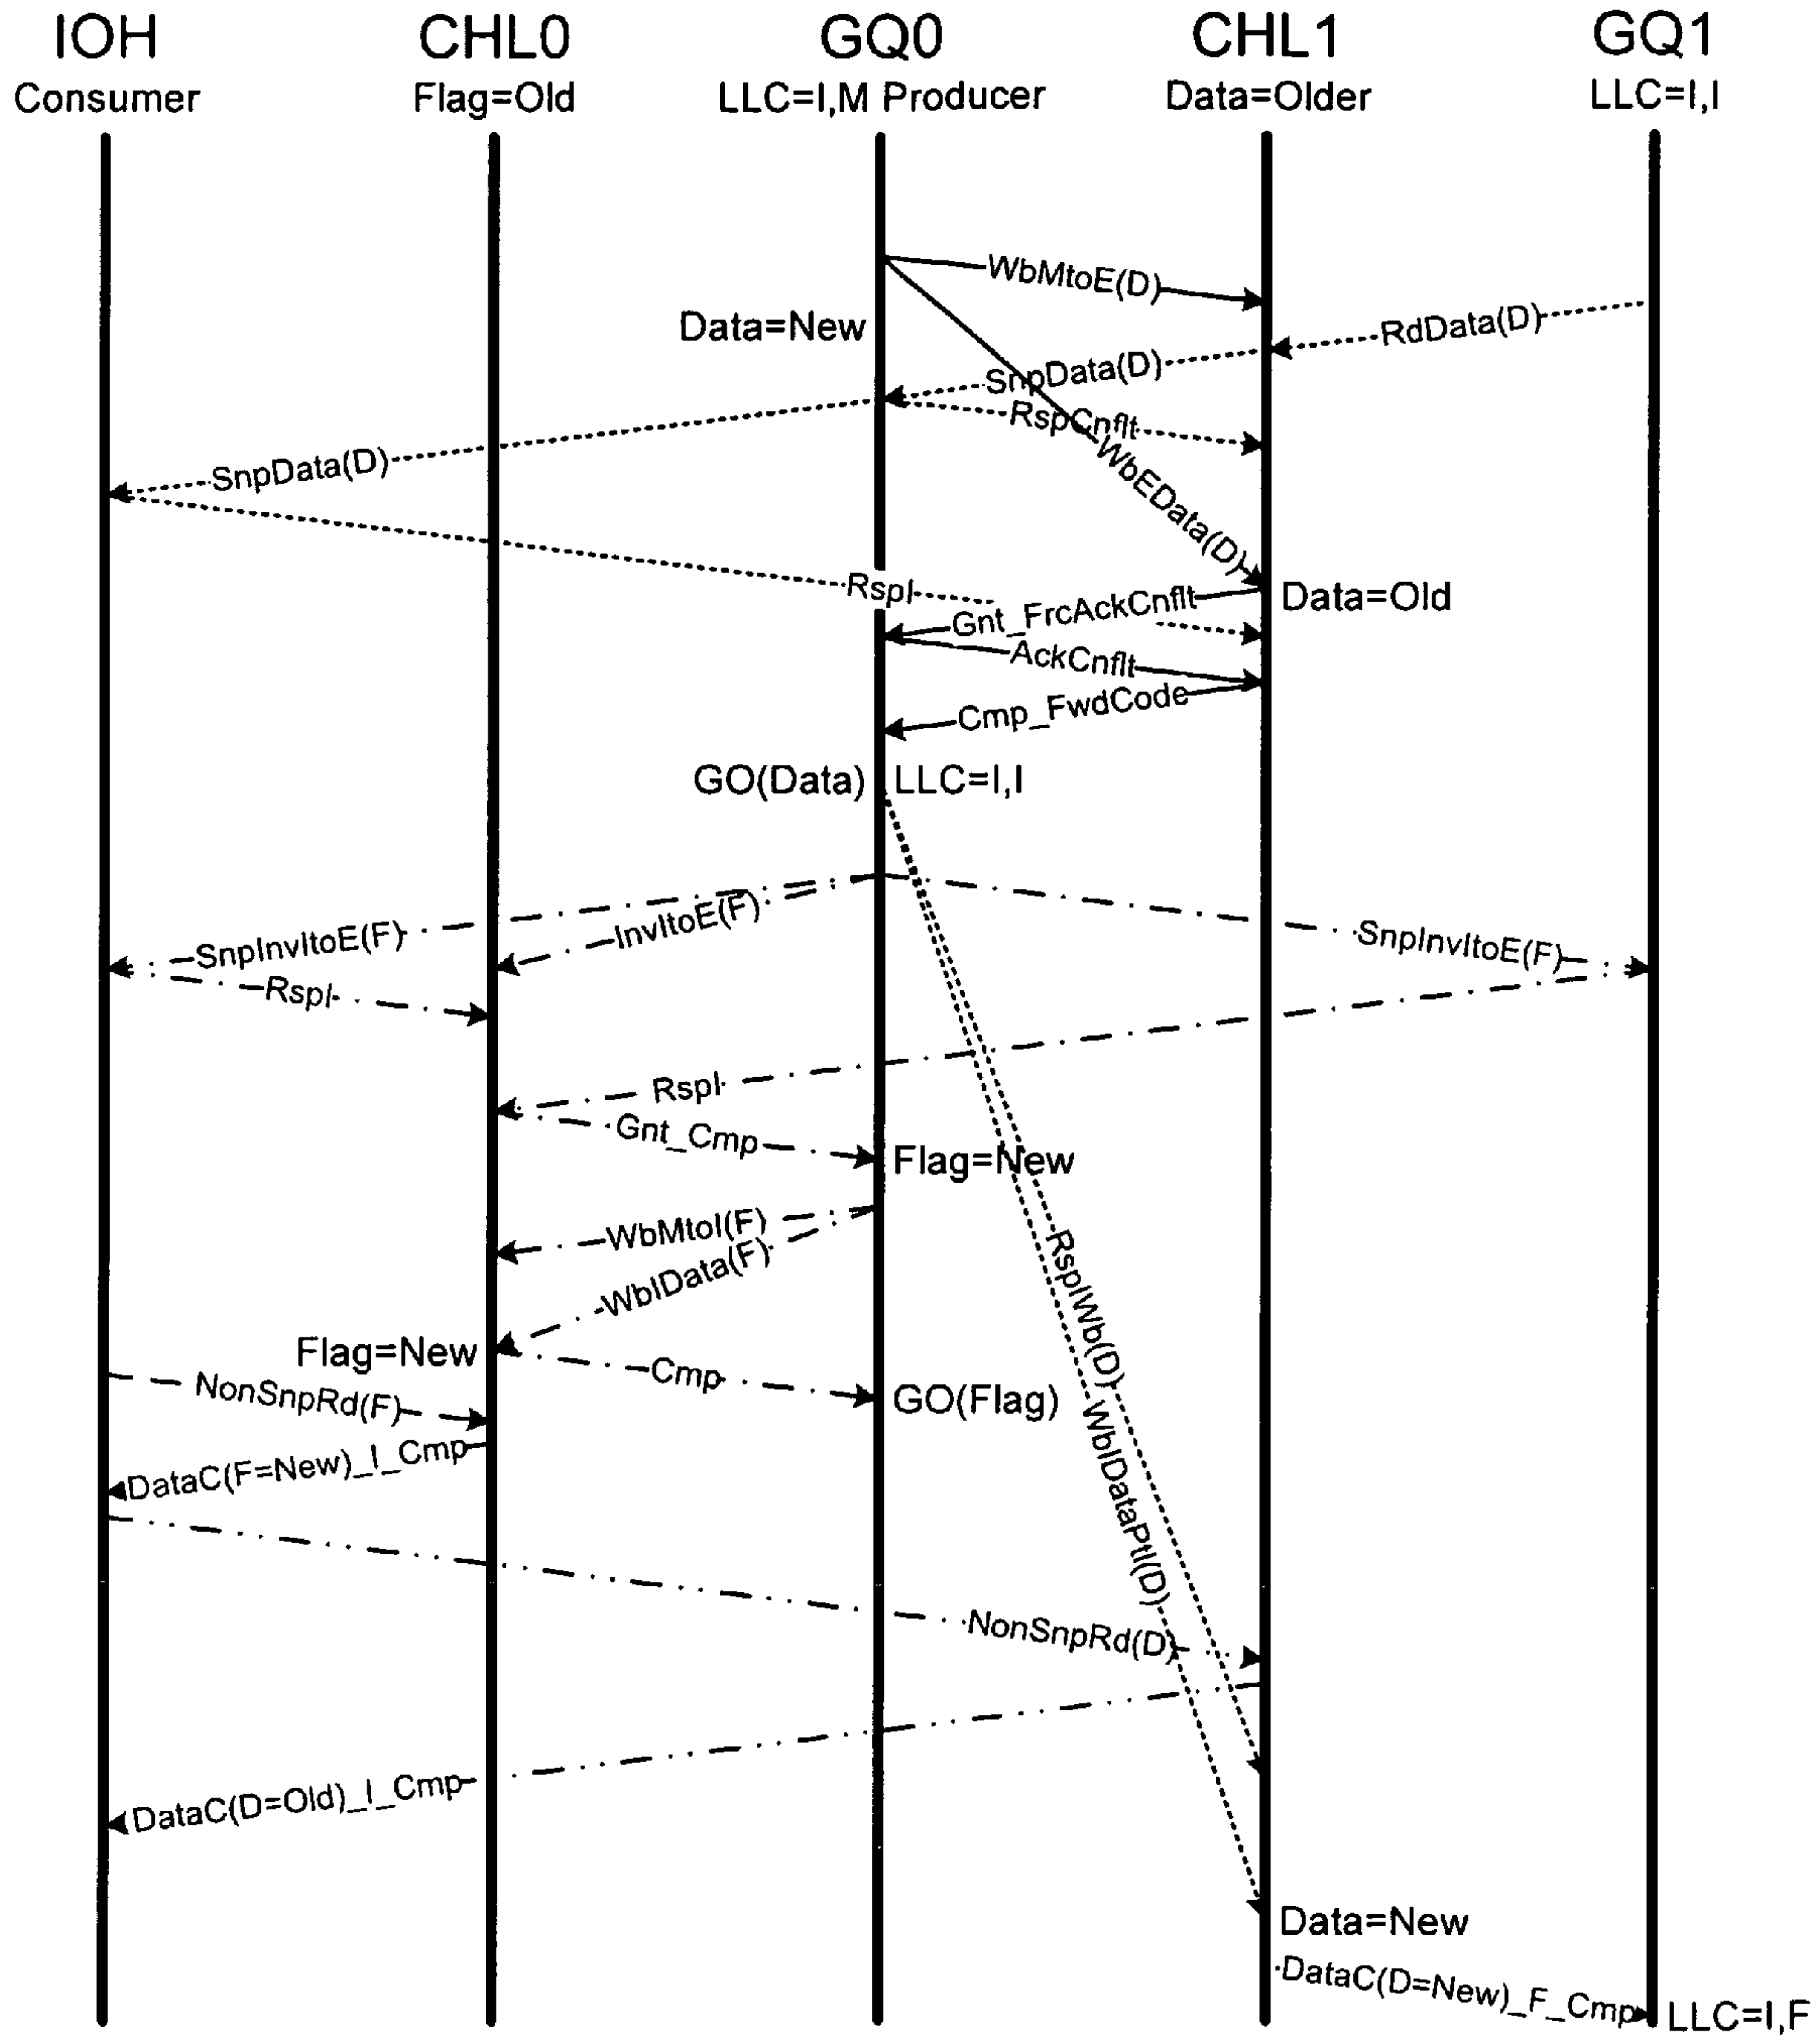 IOH
CHL0
GQ0
CHL1
GQ1
Consumer
Flag=Old
LLC=I,M Producer
Data=Older
LLC=I,I
WbMtoE(D)
Data=New
RdData(D)
SnpData(D)
RspCnflt
SnpData(D)
WbEData(D)
RspI
Gnt_FrcAckCnflt
Data=Old
AckCnflt
Cmp_FwdCode
GO(Data)
LLC=I,I
SnpInvItoE(F)
InvItoE(F)
SnpInvItoE(F)
RspI
RspI
Gnt_Cmp
Flag=New
WbMtoI(F)
WbIData(F)
RspIWb(D)
Flag=New
Cmp
NonSnpRd(F)
GO(Flag)
DataC(F=New)_I_Cmp
WbIDataPtl(D)
NonSnpRd(D)
DataC(D=Old)_I_Cmp
Data=New
DataC(D=New)_F_Cmp
LLC=I,F